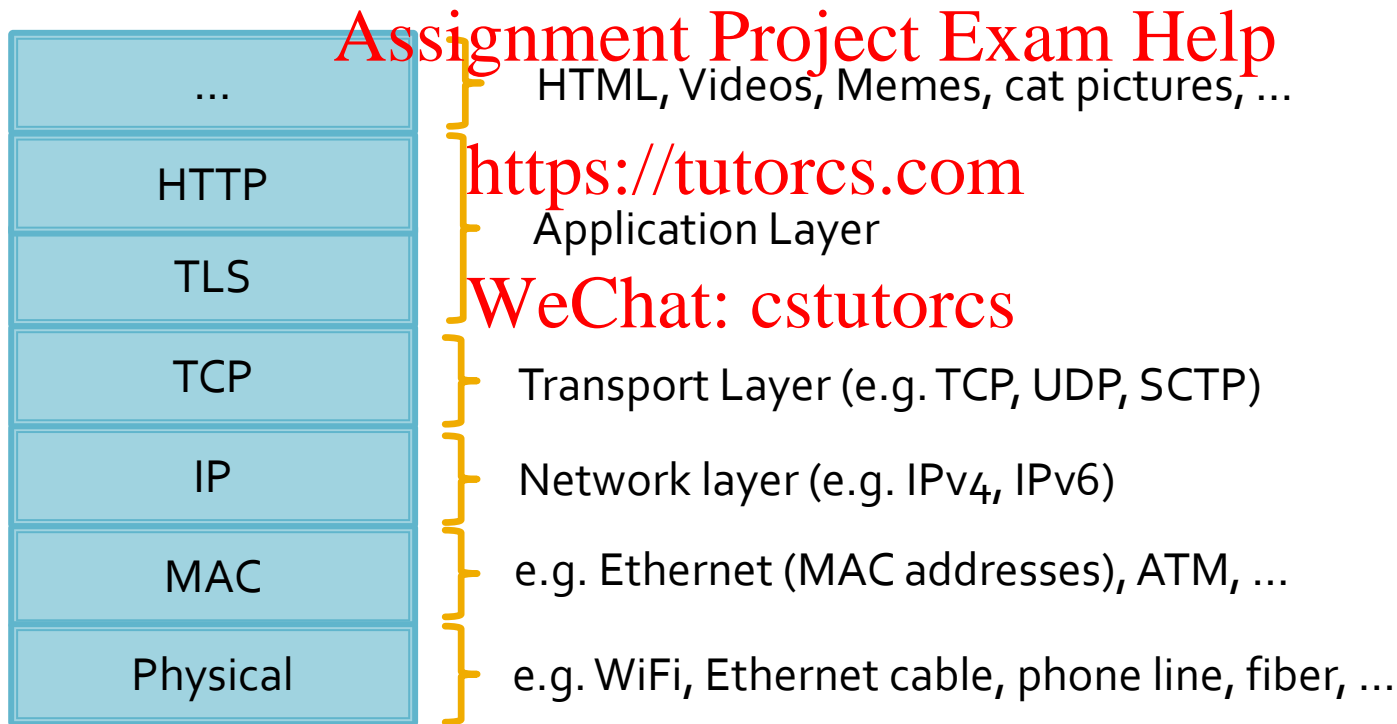 Assignment Project Exam Help
...
HTML, Videos, Memes, cat pictures, ...
HTTP
https://tutorcs.com
Application Layer
TLS
WeChat: cstutorcs
TCP
Transport Layer (e.g. TCP, UDP, SCTP)
IP
Network layer (e.g. IPv4, IPv6)
MAC
e.g. Ethernet (MAC addresses), ATM, ...
Physical
e.g. WiFi, Ethernet cable, phone line, fiber, ...